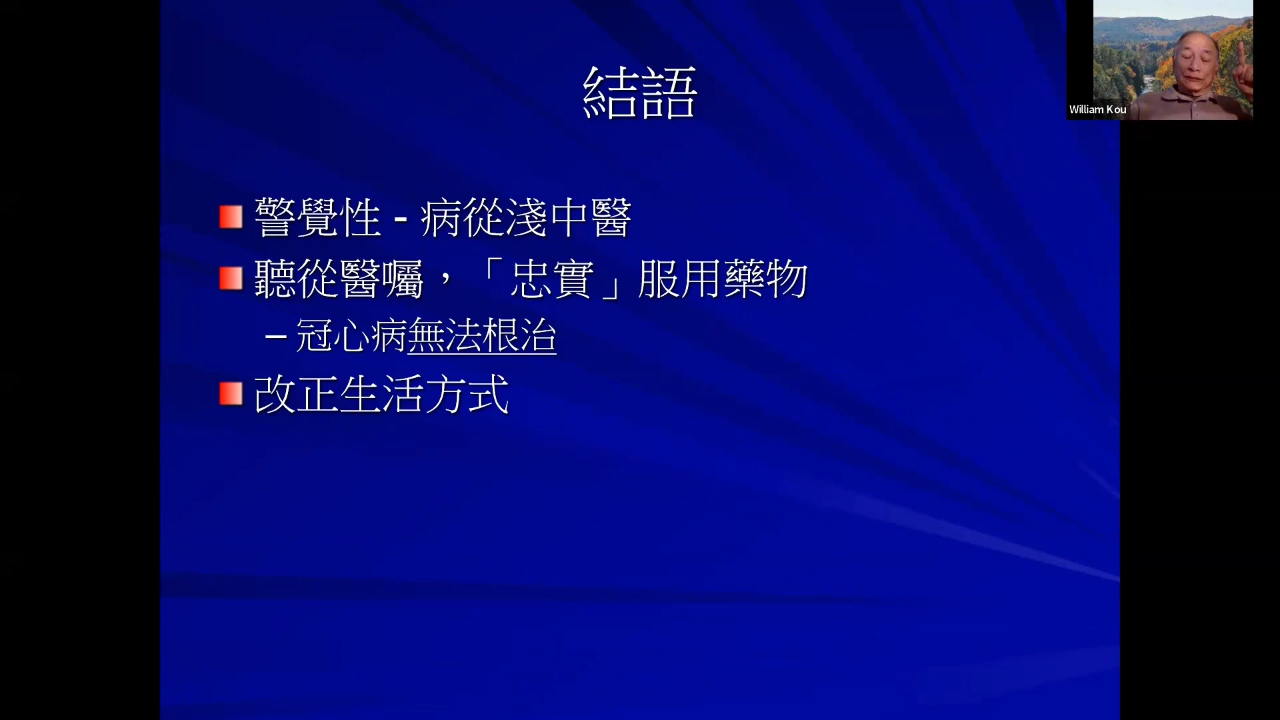 結語
警覺性 - 病從淺中醫
聽從醫囑，「忠實」服用藥物
– 冠心病無法根治
改正生活方式
William Kou